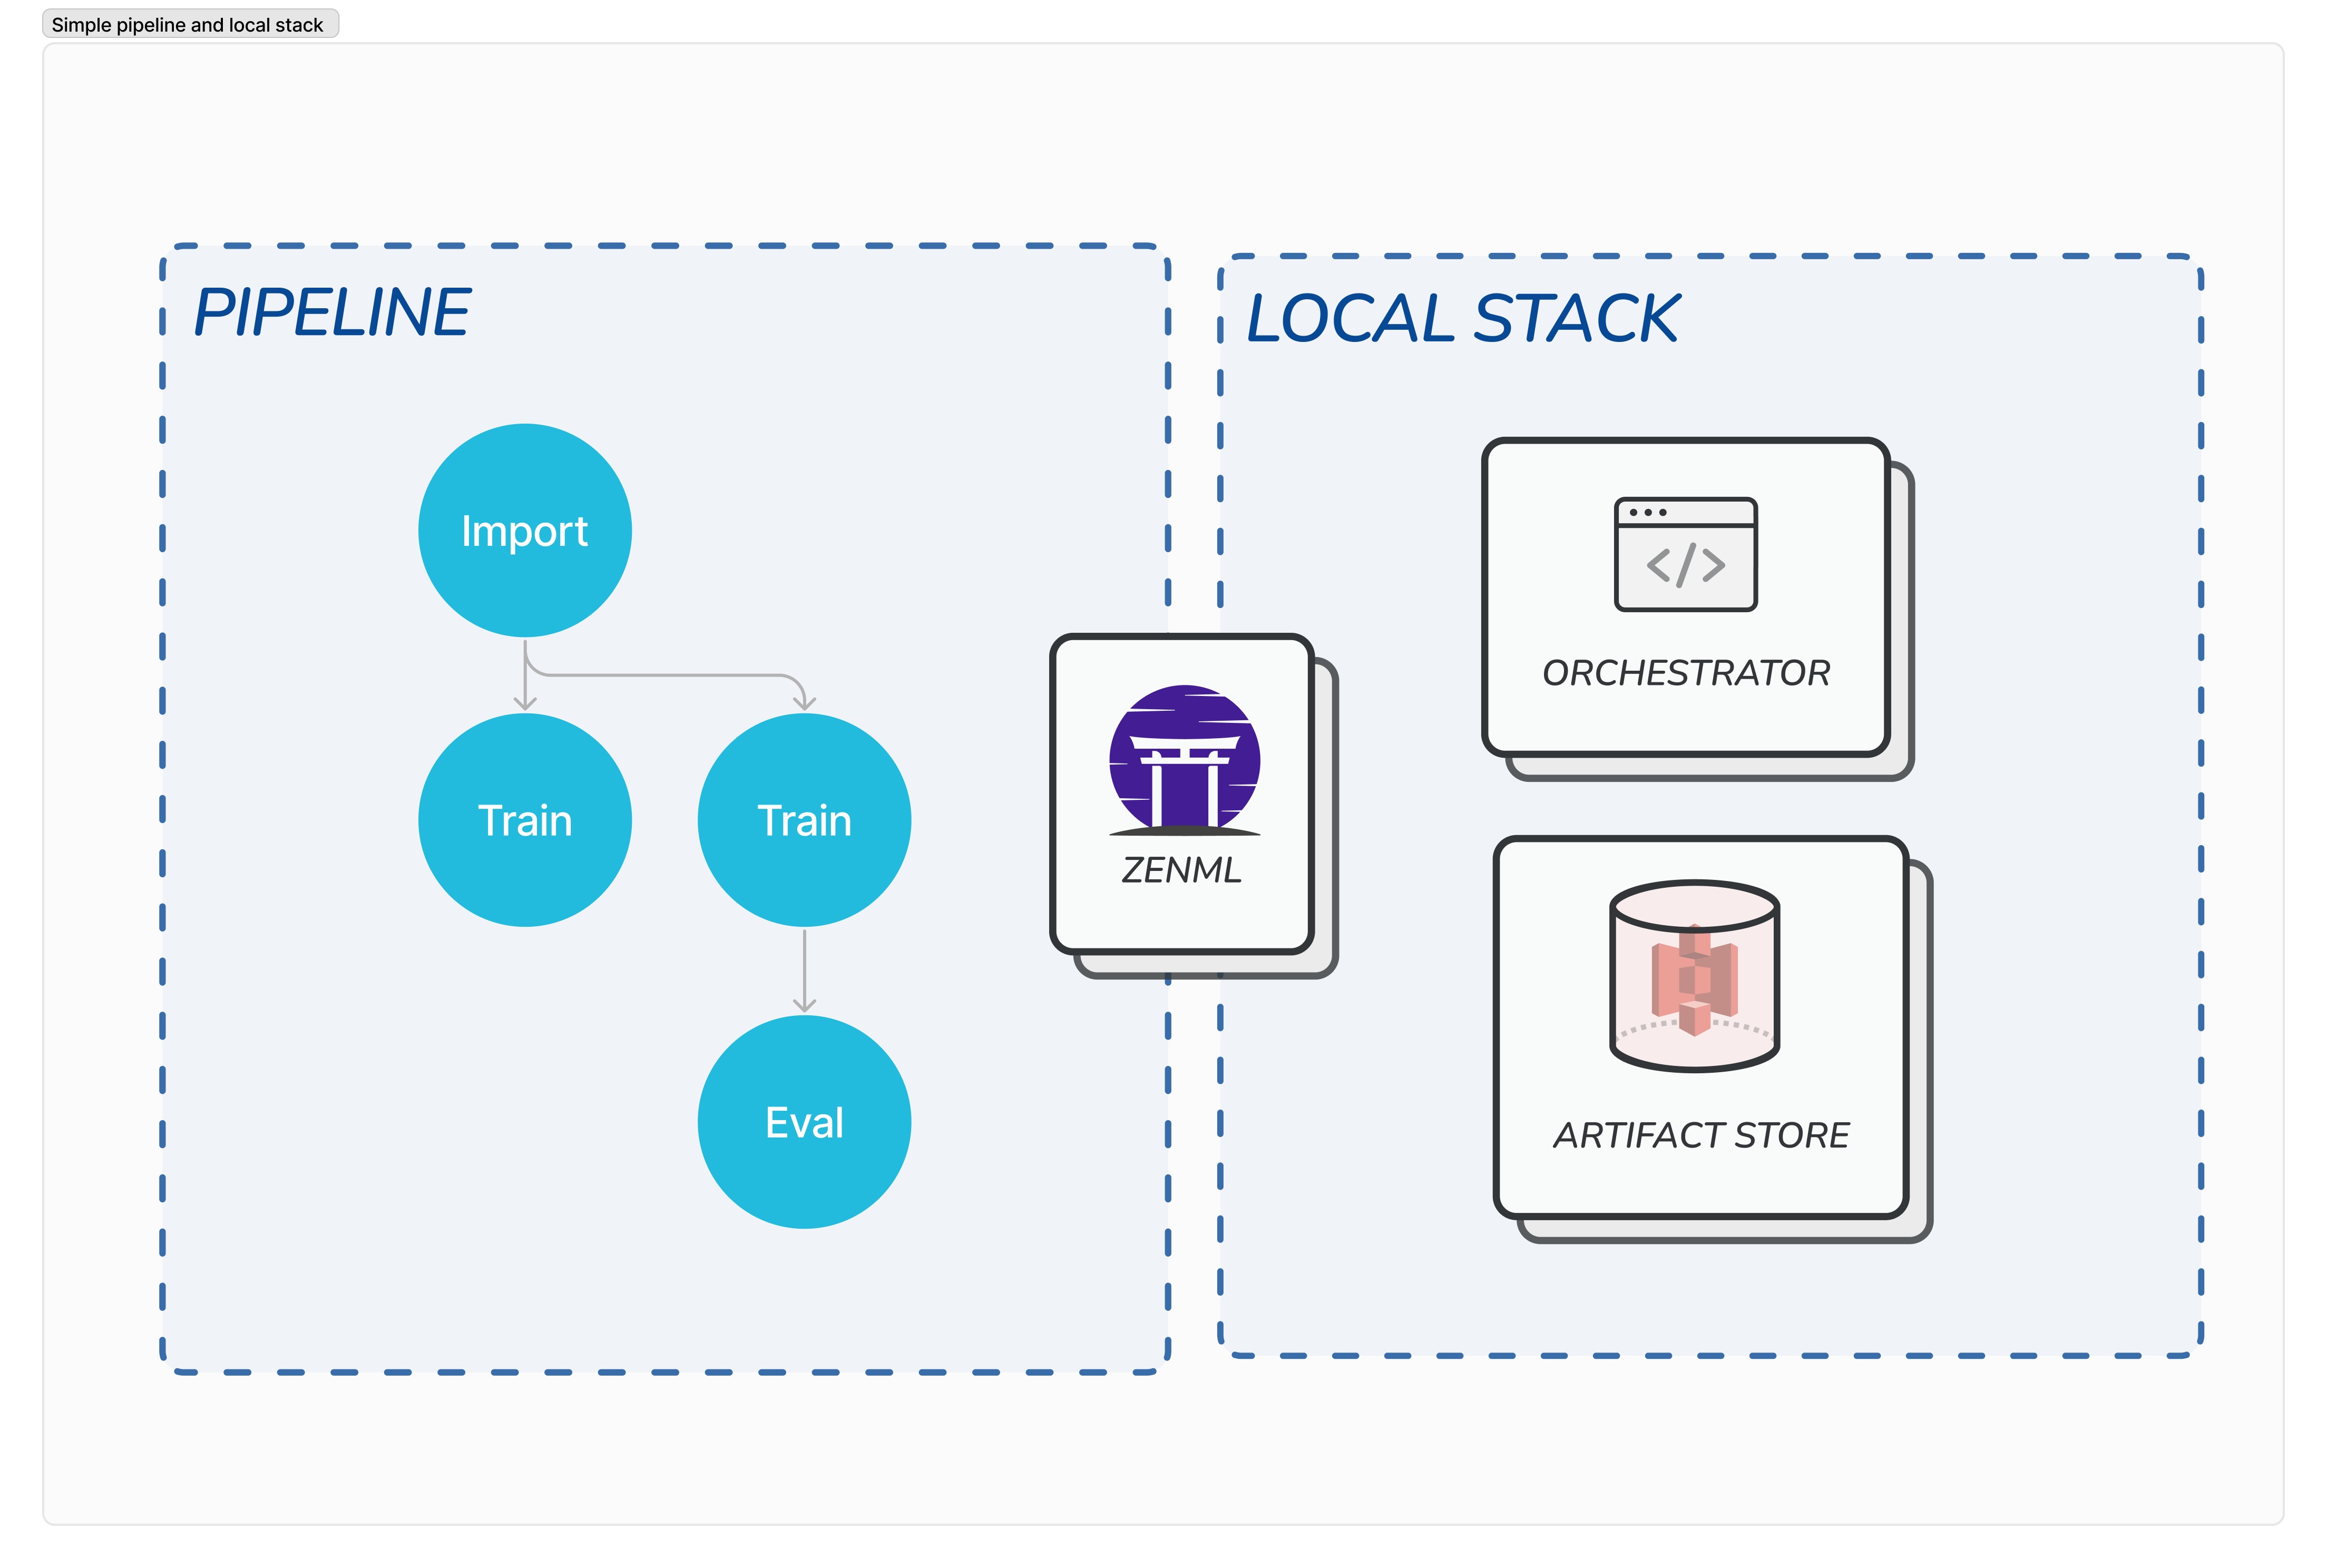 Simple pipeline and local stack
PIPELINE
Import
Train
Train
Eval
ZENML
LOCAL STACK
ORCHESTRATOR
</>
ARTIFACT STORE